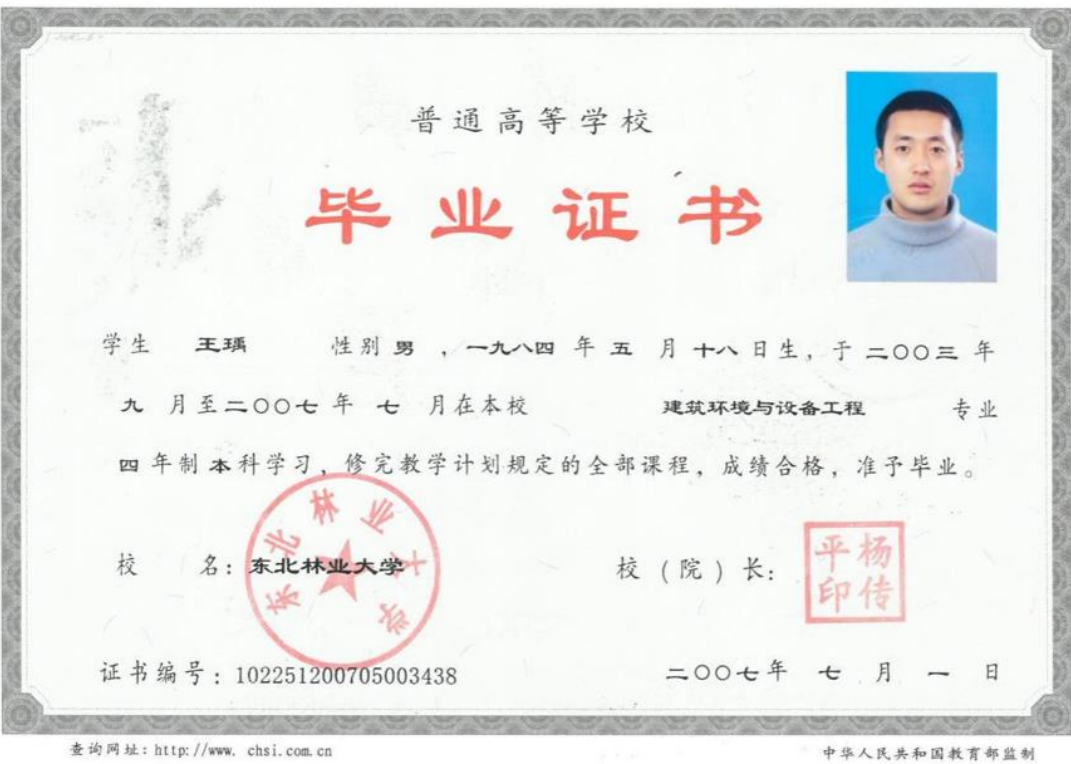 普通高等学校
毕业证书
学生 王瑀 性别 男 , 一九八四 年 五 月 十八 日生, 于 二〇〇三 年
九 月至 二〇〇七 年 七 月在本校 建筑环境与设备工程 专业
四 年制 本 科学习, 修完教学计划规定的全部课程, 成绩合格, 准予毕业。
东北林业大学
校 名: 东北林业大学
校 (院) 长:
杨传平印
证书编号: 102251200705003438
二〇〇七年 七 月 一 日
查询网址: http://www. chsi.com.cn
中华人民共和国教育部监制